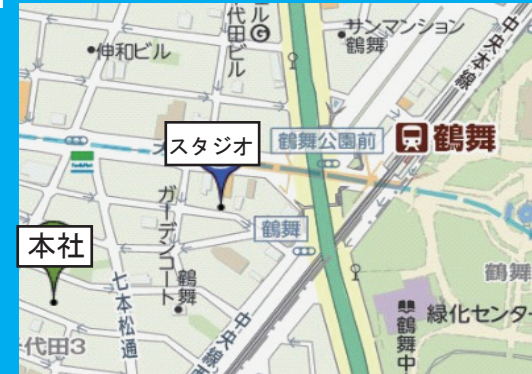 代田ビル
ルG
サンマンション
鶴舞
中央本線
伸和ビル
スタジオ
鶴舞公園前
鶴舞
FamilyMart
ガーデンコート
鶴舞
鶴舞
本社
鶴舞
七本松通
中央線西
緑化センター
鶴舞中
代田3